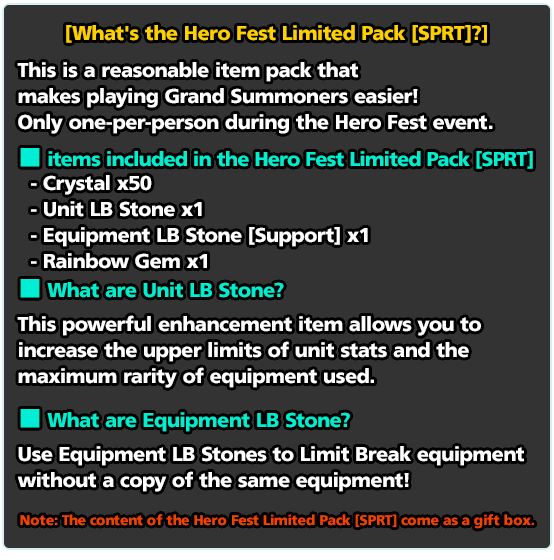 [What's the Hero Fest Limited Pack [SPRT]?]
This is a reasonable item pack that
makes playing Grand Summoners easier!
Only one-per-person during the Hero Fest event.
■ items included in the Hero Fest Limited Pack [SPRT]
- Crystal x50
- Unit LB Stone x1
- Equipment LB Stone [Support] x1
- Rainbow Gem x1
■ What are Unit LB Stone?
This powerful enhancement item allows you to
increase the upper limits of unit stats and the
maximum rarity of equipment used.
■ What are Equipment LB Stone?
Use Equipment LB Stones to Limit Break equipment
without a copy of the same equipment!
Note: The content of the Hero Fest Limited Pack [SPRT] come as a gift box.